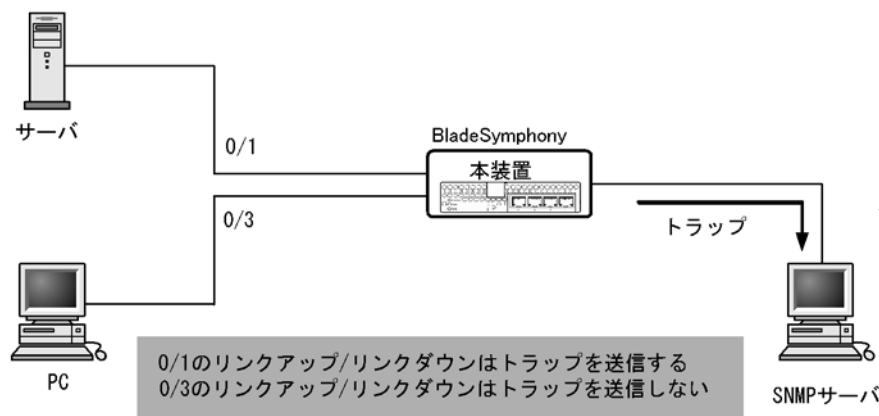 サーバ
0/1
BladeSymphony
本装置
0/3
トラップ
PC
0/1のリンクアップ/リンクダウンはトラップを送信する
0/3のリンクアップ/リンクダウンはトラップを送信しない
SNMPサーバ